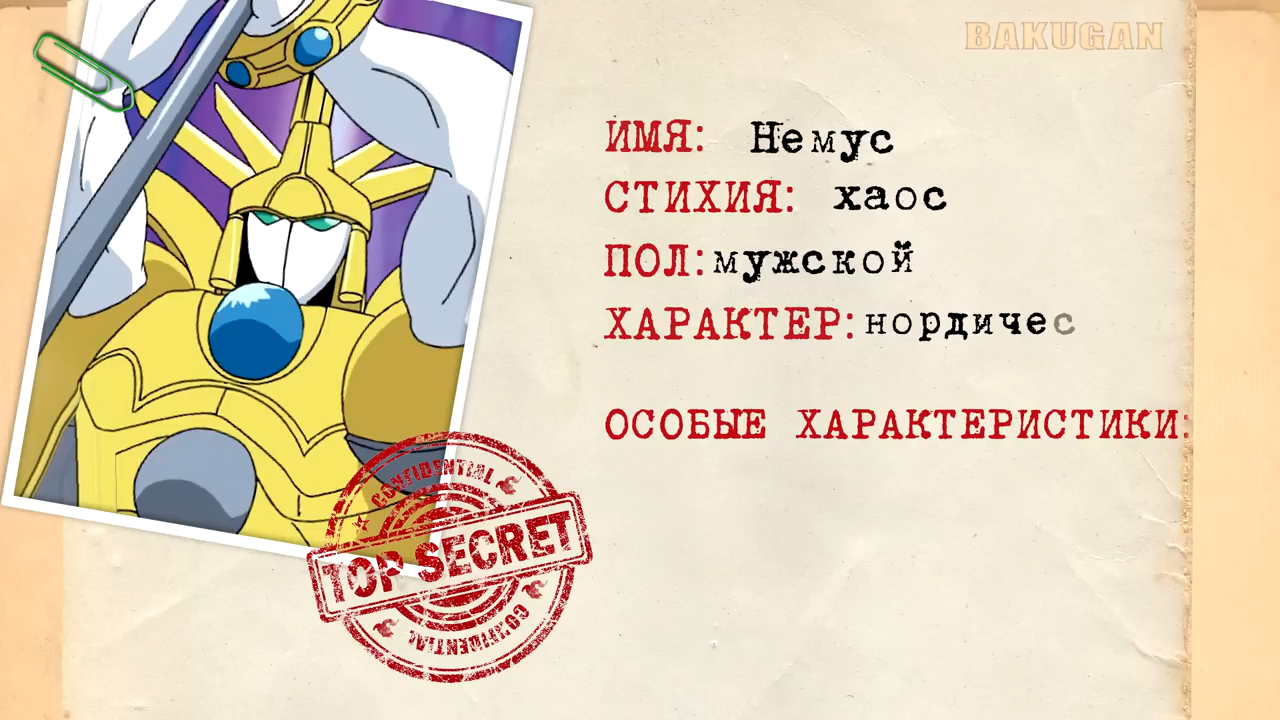 BAKUGAN
ИМЯ: Немус
СТИХИЯ: хаос
ПОЛ: мужской
ХАРАКТЕР: нордичес
ОСОБЫЕ ХАРАКТЕРИСТИКИ:
CONFIDENTIAL
TOP SECRET
CONFIDENTIAL